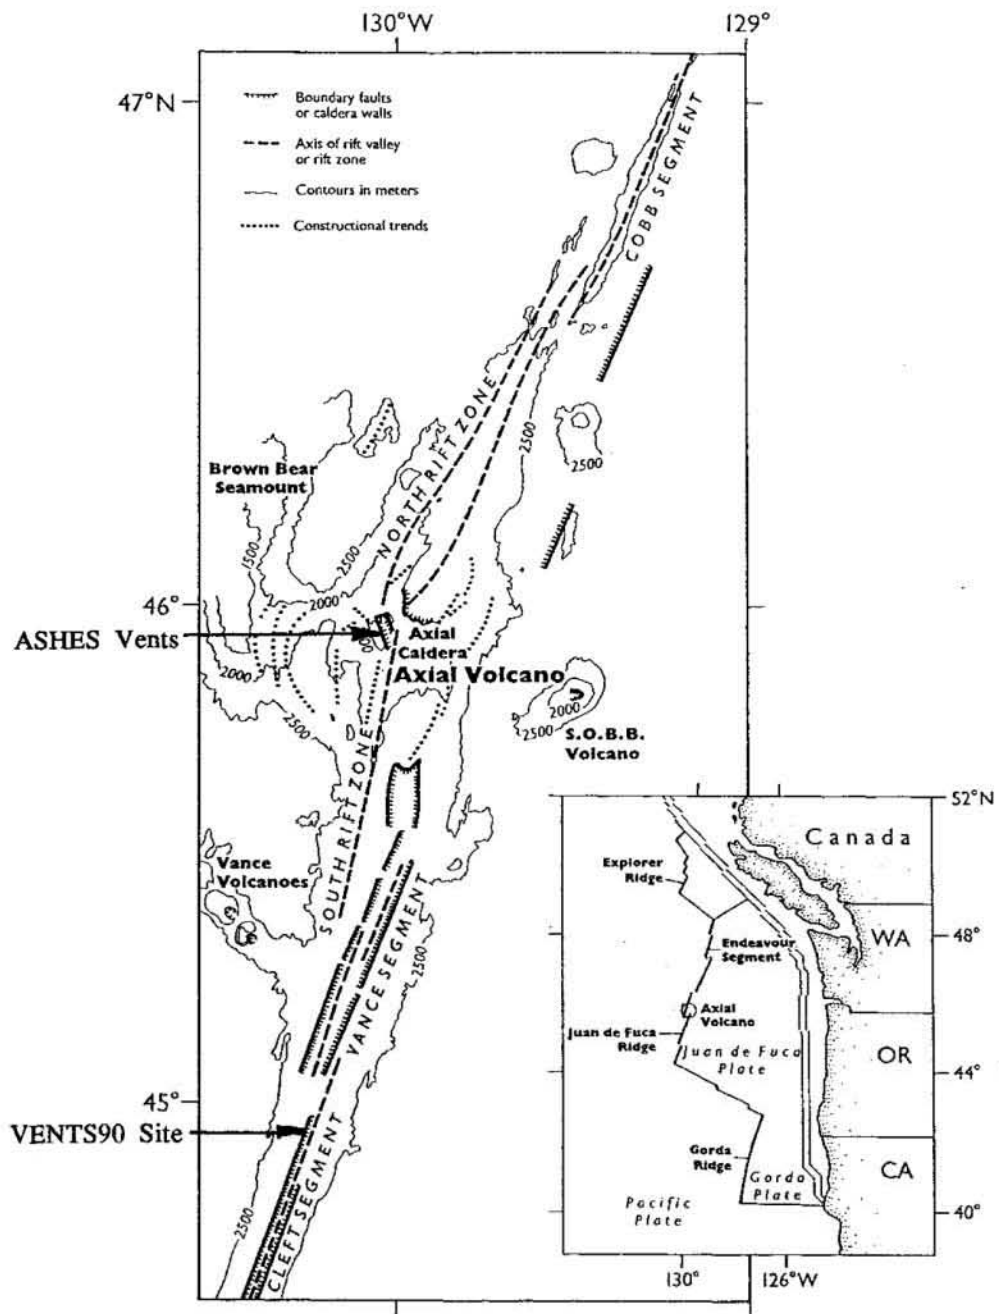 130°W
129°
47°N
Boundary faults
or caldera walls
Axis of rift valley
or rift zone
Contours in meters
Constructional trends
COBB SEGMENT
NORTH RIFT ZONE
2500
2500
Brown Bear
Seamount
1500
2500
2000
46°
ASHES Vents
Axial
Caldera
Axial Volcano
2000
2500
2000
2500
S.O.B.B.
Volcano
SOUTH RIFT ZONE
Vance
Volcanoes
VANCE SEGMENT
2500
45°
VENTS90 Site
CLEFT SEGMENT
2500
52°N
Canada
Explorer
Ridge
WA
48°
Endeavour
Segment
Axial
Volcano
Juan de Fuca
Ridge
Juan de Fuca
Plate
OR
44°
Gorda
Ridge
Gorda
Plate
CA
Pacific
Plate
40°
130°
126°W